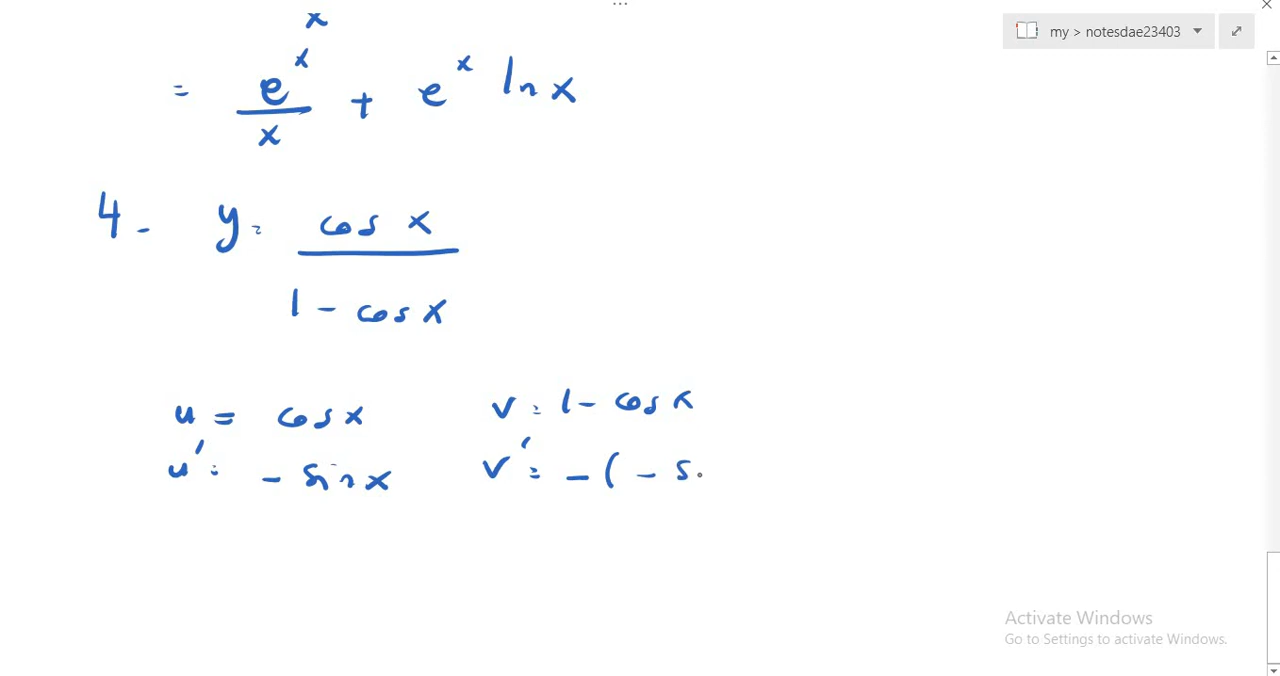 ...
my > notesdae23403
x
= e^x/x + e^x ln x
4 - y = cos x / 1 - cos x
u = cos x v = 1 - cos x
u' = - sin x v' = - ( - s
Activate Windows
Go to Settings to activate Windows.